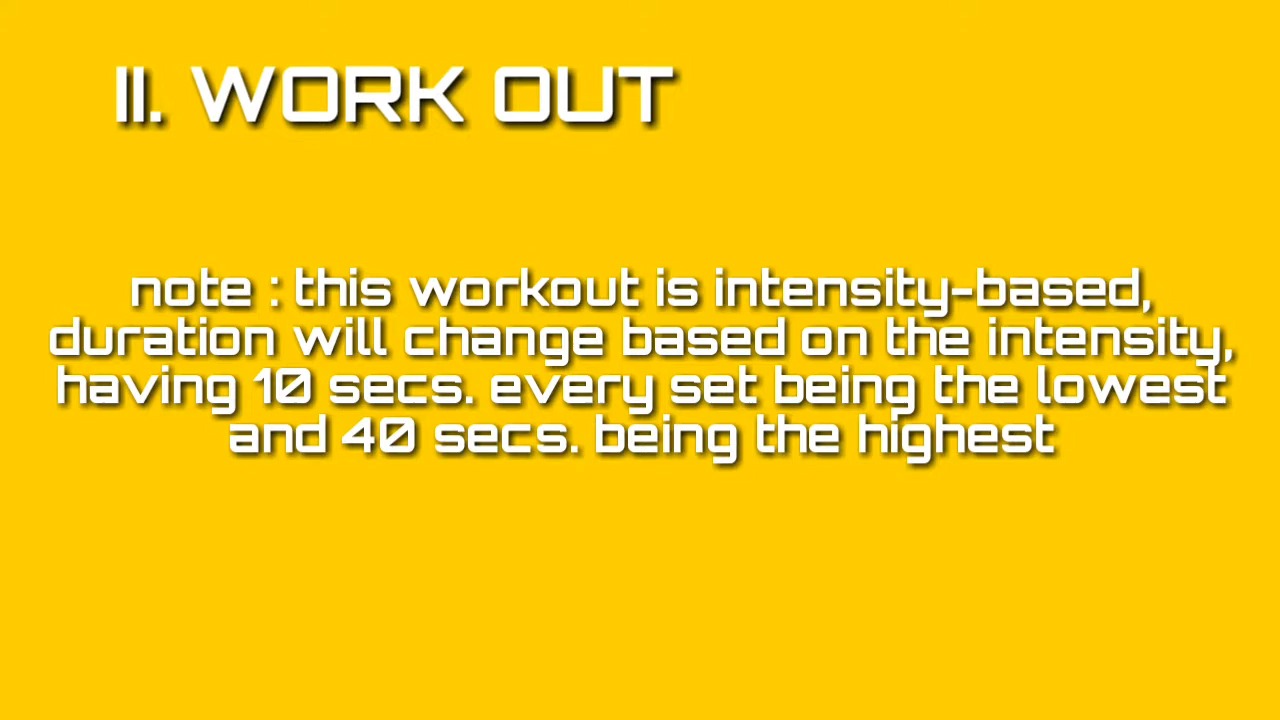 II. WORK OUT
note : this workout is intensity-based,
duration will change based on the intensity,
having 10 secs. every set being the lowest
and 40 secs. being the highest